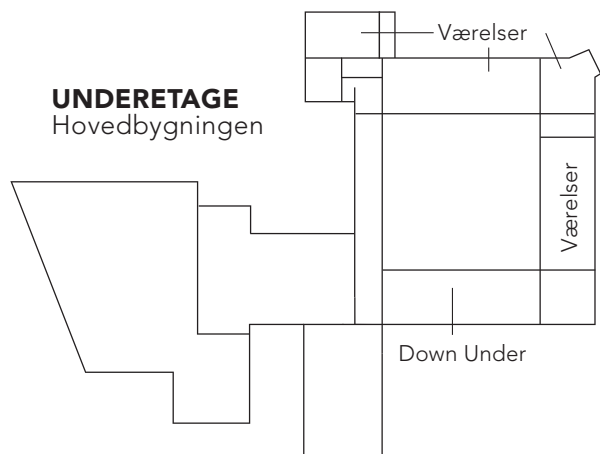 Værelser
UNDERETAGE
Hovedbygningen
Værelser
Down Under